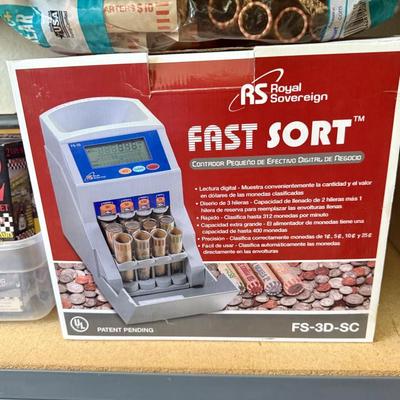 ARTERS $10
USA
RS Royal
Sovereign
FAST SORT™
CONTADOR PEQUEÑO DE EFECTIVO DIGITAL DE NEGOCIO
• Lectura digital - Muestra convenientemente la cantidad y el valor
en dólares de las monedas clasificadas
• Diseño de 3 hileras - Capacidad de llenado de 2 hileras más 1
hilera de reserva para reemplazar las envolturas llenas
• Rápido - Clasifica hasta 312 monedas por minuto
• Capacidad extra grande - El alimentador de monedas tiene una
capacidad de hasta 400 monedas
• Precisión - Clasifica correctamente monedas de 1¢, 5¢, 10¢ y 25¢
• Fácil de usar - Clasifica automáticamente las monedas
directamente en las envolturas
UL
PATENT PENDING
FS-3D-SC